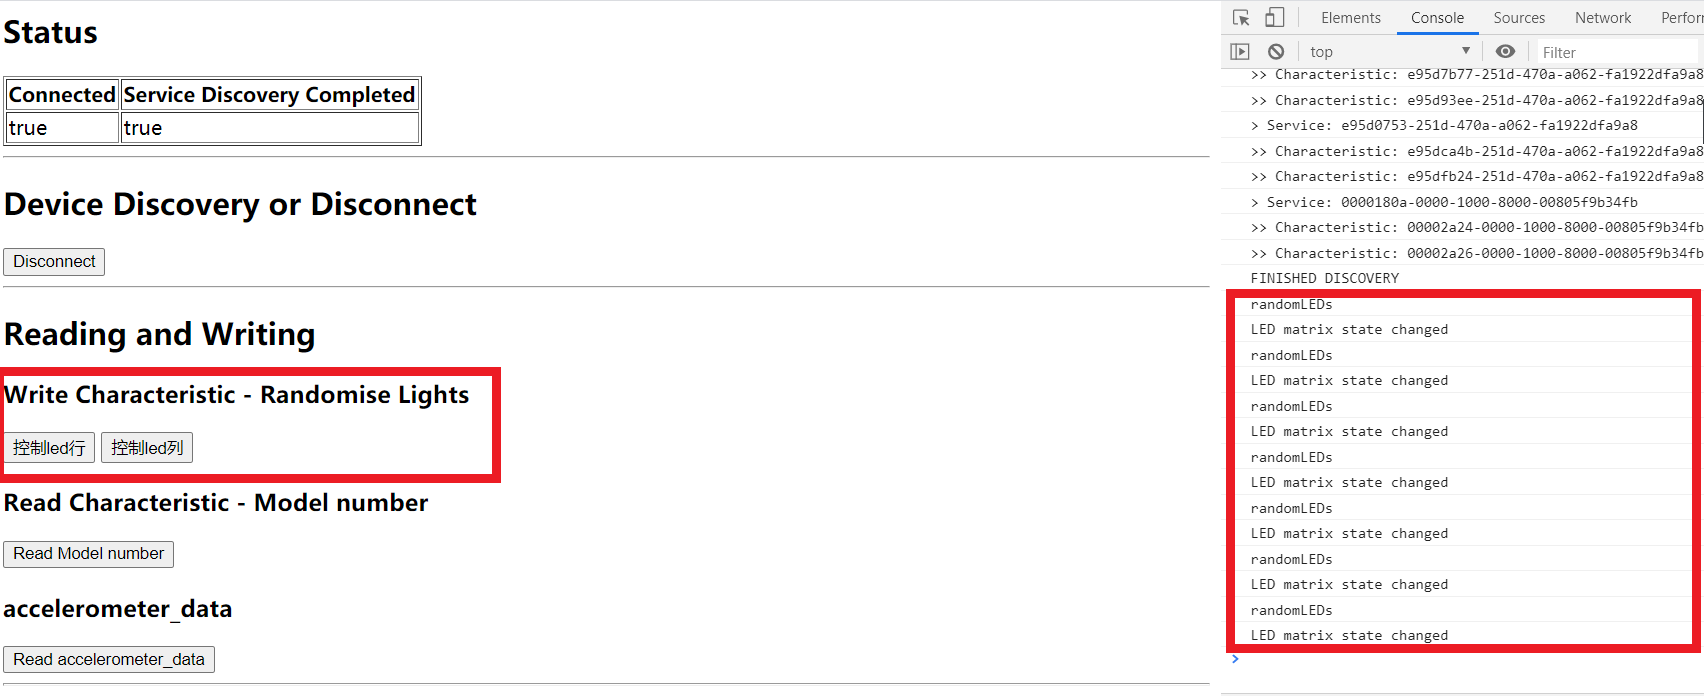 Status
Connected Service Discovery Completed
true true
Device Discovery or Disconnect
Disconnect
Reading and Writing
Write Characteristic - Randomise Lights
控制led行 控制led列
Read Characteristic - Model number
Read Model number
accelerometer_data
Read accelerometer_data
Elements Console Sources Network Perfor
top Filter
>> Characteristic: e95d7b77-251d-470a-a062-fa1922dfa9a8
>> Characteristic: e95d93ee-251d-470a-a062-fa1922dfa9a8
> Service: e95d0753-251d-470a-a062-fa1922dfa9a8
>> Characteristic: e95dca4b-251d-470a-a062-fa1922dfa9a8
>> Characteristic: e95dfb24-251d-470a-a062-fa1922dfa9a8
> Service: 0000180a-0000-1000-8000-00805f9b34fb
>> Characteristic: 00002a24-0000-1000-8000-00805f9b34fb
>> Characteristic: 00002a26-0000-1000-8000-00805f9b34fb
FINISHED DISCOVERY
randomLEDs
LED matrix state changed
randomLEDs
LED matrix state changed
randomLEDs
LED matrix state changed
randomLEDs
LED matrix state changed
randomLEDs
LED matrix state changed
randomLEDs
LED matrix state changed
randomLEDs
LED matrix state changed
>